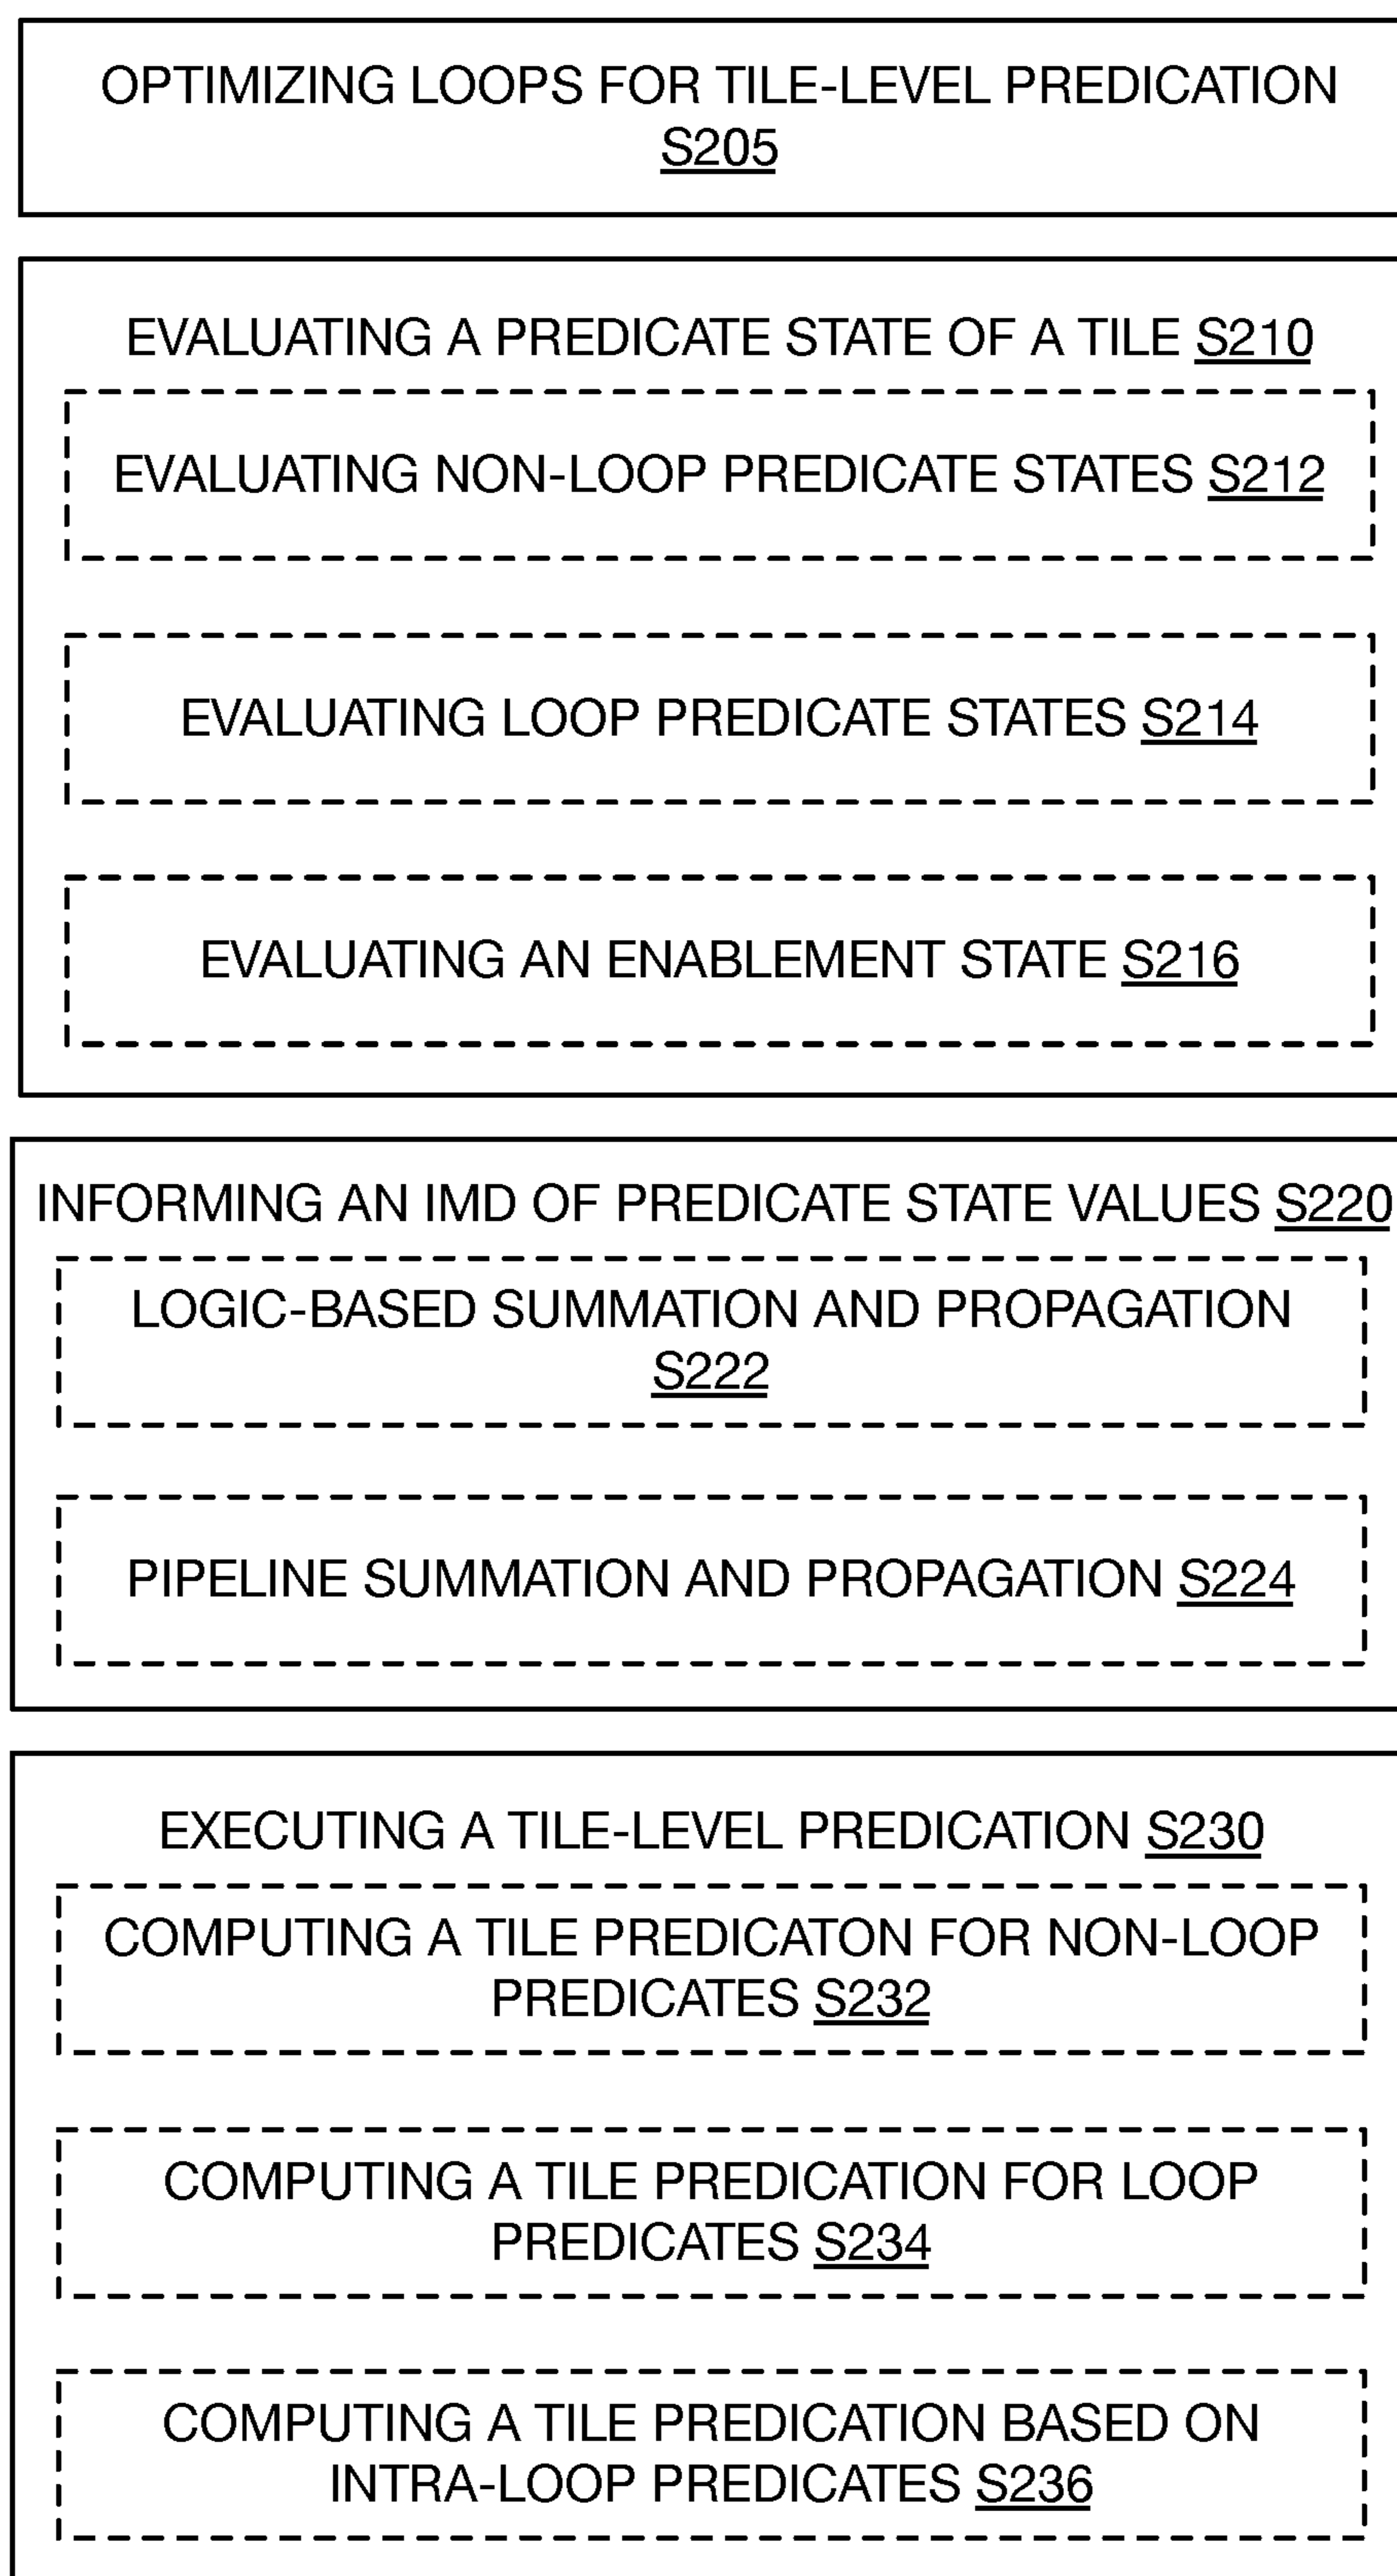 OPTIMIZING LOOPS FOR TILE-LEVEL PREDICATION
S205
EVALUATING A PREDICATE STATE OF A TILE S210
EVALUATING NON-LOOP PREDICATE STATES S212
EVALUATING LOOP PREDICATE STATES S214
EVALUATING AN ENABLEMENT STATE S216
INFORMING AN IMD OF PREDICATE STATE VALUES S220
LOGIC-BASED SUMMATION AND PROPAGATION
S222
PIPELINE SUMMATION AND PROPAGATION S224
EXECUTING A TILE-LEVEL PREDICATION S230
COMPUTING A TILE PREDICATON FOR NON-LOOP
PREDICATES S232
COMPUTING A TILE PREDICATION FOR LOOP
PREDICATES S234
COMPUTING A TILE PREDICATION BASED ON
INTRA-LOOP PREDICATES S236